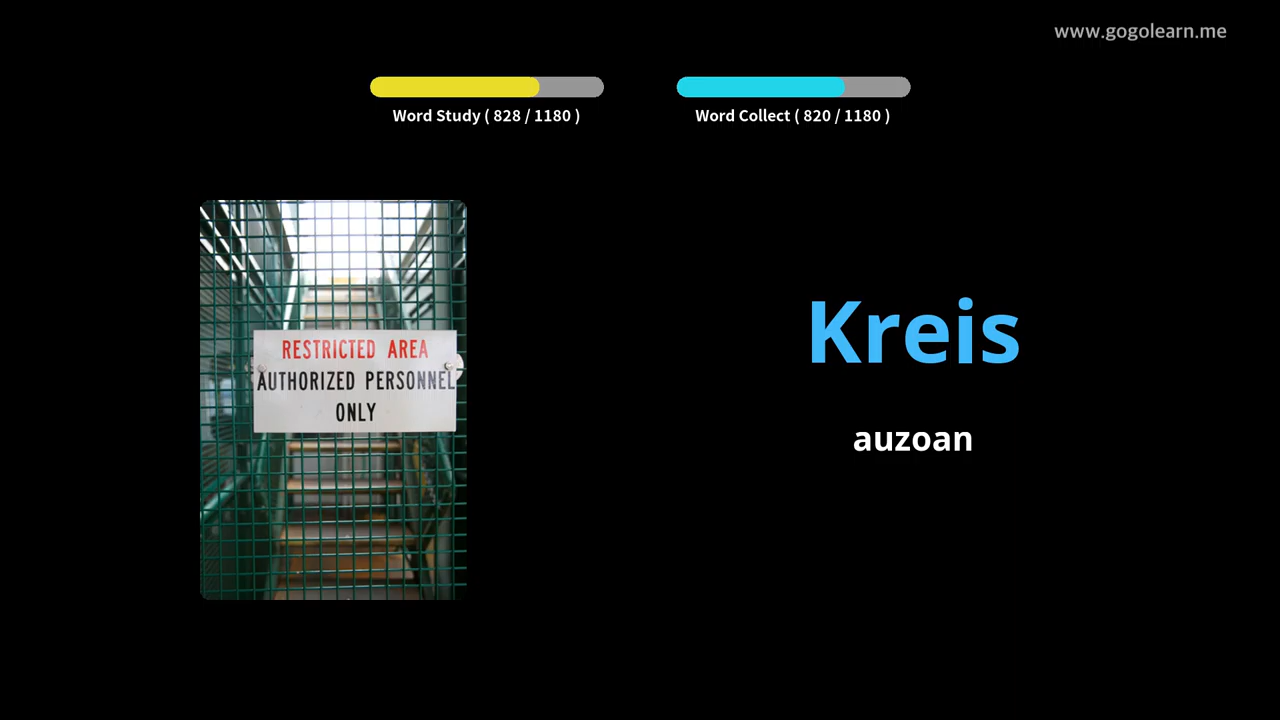 www.gogolearn.me
Word Study ( 828 / 1180 )
Word Collect ( 820 / 1180 )
RESTRICTED AREA
AUTHORIZED PERSONNEL
ONLY
Kreis
auzoan